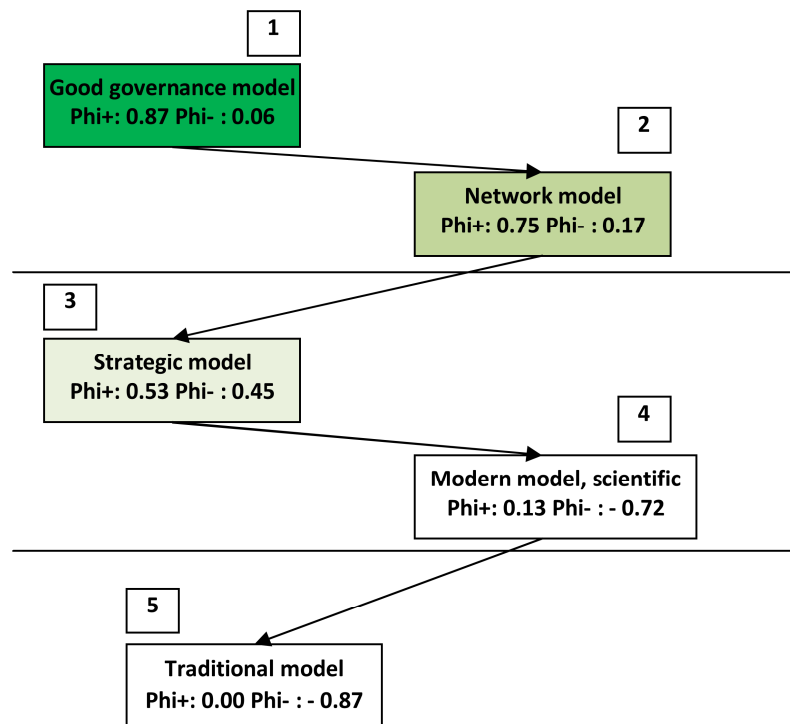 1
Good governance model
Phi+: 0.87 Phi- : 0.06
2
Network model
Phi+: 0.75 Phi- : 0.17
3
Strategic model
Phi+: 0.53 Phi- : 0.45
4
Modern model, scientific
Phi+: 0.13 Phi- : - 0.72
5
Traditional model
Phi+: 0.00 Phi- : - 0.87